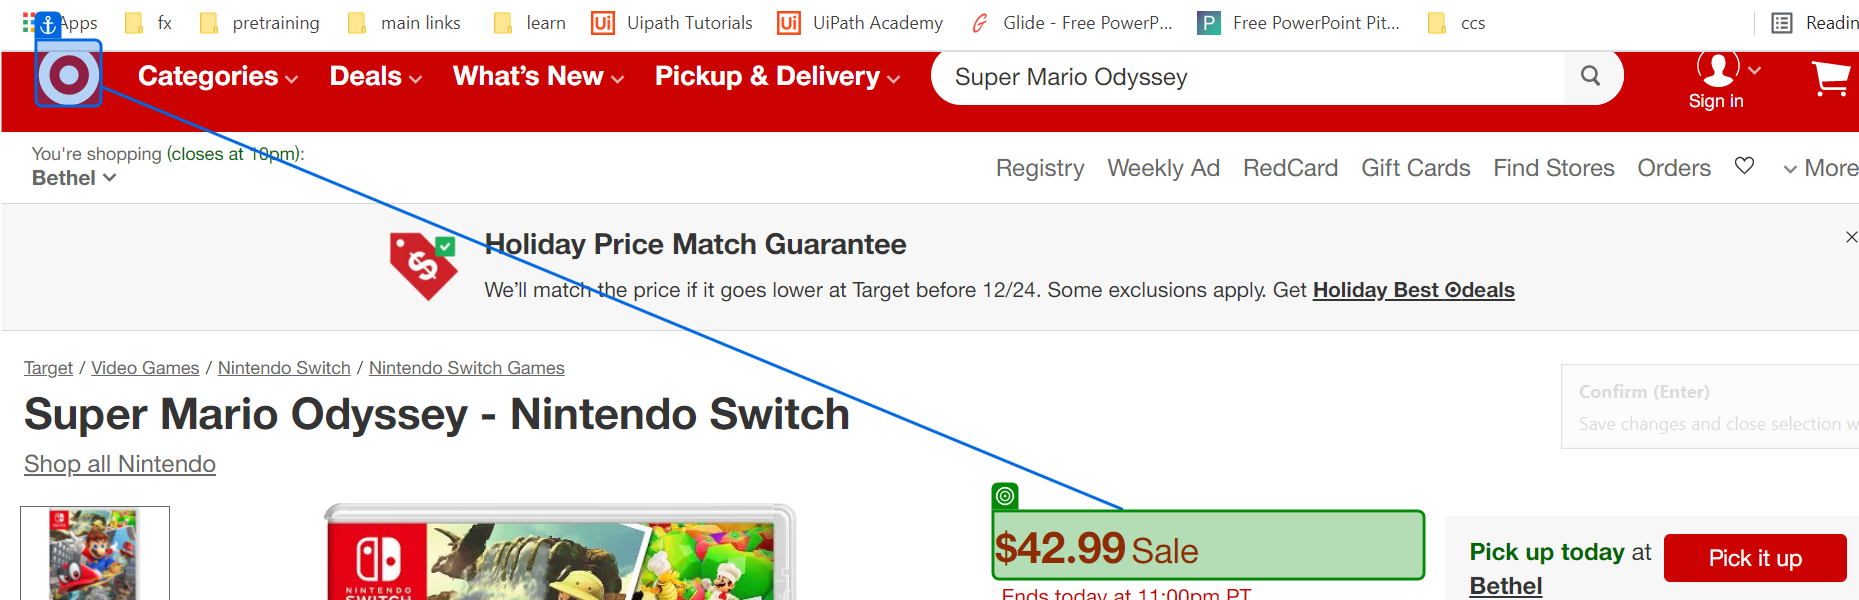 Apps fx pretraining main links learn Ui Uipath Tutorials Ui UiPath Academy Glide - Free PowerP... P Free PowerPoint Pit... ccs Readin
Categories Deals What's New Pickup & Delivery Super Mario Odyssey Sign in
You're shopping (closes at 10pm):
Bethel
Registry Weekly Ad RedCard Gift Cards Find Stores Orders More
Holiday Price Match Guarantee
We'll match the price if it goes lower at Target before 12/24. Some exclusions apply. Get Holiday Best deals
Target / Video Games / Nintendo Switch / Nintendo Switch Games
Super Mario Odyssey - Nintendo Switch
Shop all Nintendo
Confirm (Enter)
Save changes and close selection w
NINTENDO
SWITCH
$42.99 Sale
Ends today at 11:00pm PT
Pick up today at
Bethel
Pick it up